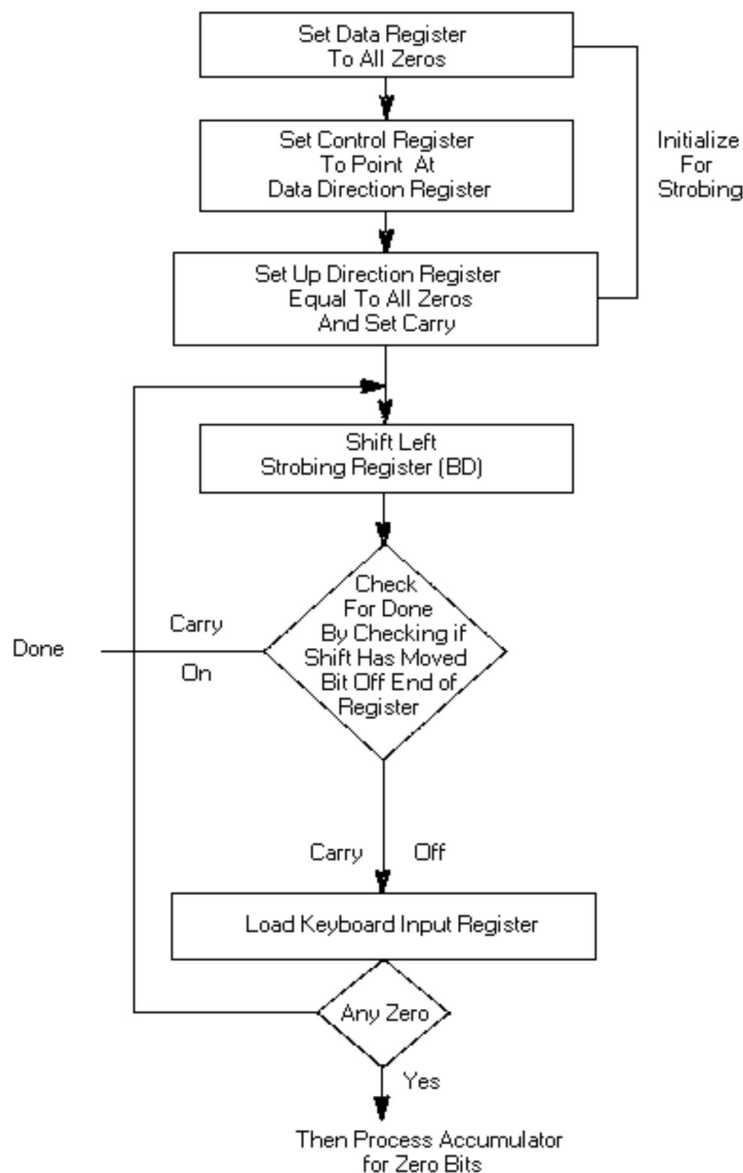 Set Data Register
To All Zeros
Set Control Register
To Point At
Data Direction Register
Initialize
For
Strobing
Set Up Direction Register
Equal To All Zeros
And Set Carry
Shift Left
Strobing Register (BD)
Check
For Done
By Checking if
Shift Has Moved
Bit Off End of
Register
Carry
On
Done
Carry Off
Load Keyboard Input Register
Any Zero
Yes
Then Process Accumulator
for Zero Bits